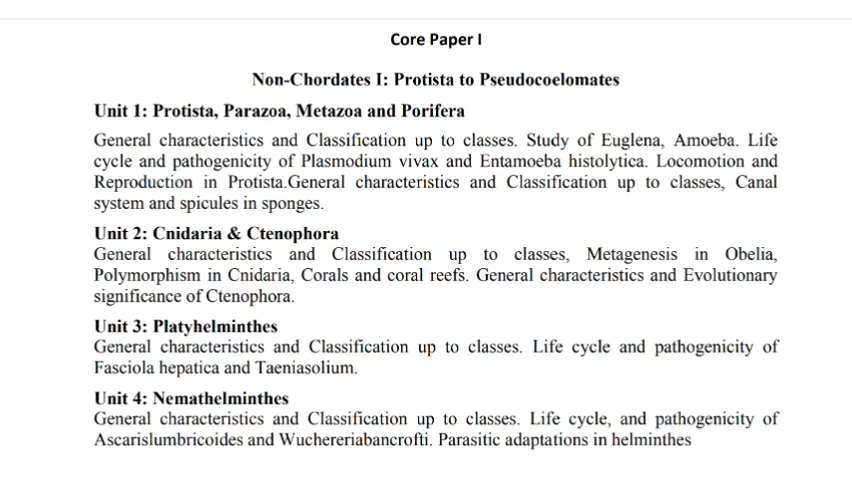 Core Paper I
Non-Chordates I: Protista to Pseudocoelomates
Unit 1: Protista, Parazoa, Metazoa and Porifera
General characteristics and Classification up to classes. Study of Euglena, Amoeba. Life
cycle and pathogenicity of Plasmodium vivax and Entamoeba histolytica. Locomotion and
Reproduction in Protista.General characteristics and Classification up to classes, Canal
system and spicules in sponges.
Unit 2: Cnidaria & Ctenophora
General characteristics and Classification up to classes, Metagenesis in Obelia,
Polymorphism in Cnidaria, Corals and coral reefs. General characteristics and Evolutionary
significance of Ctenophora.
Unit 3: Platyhelminthes
General characteristics and Classification up to classes. Life cycle and pathogenicity of
Fasciola hepatica and Taeniasolium.
Unit 4: Nemathelminthes
General characteristics and Classification up to classes. Life cycle, and pathogenicity of
Ascarislumbricoides and Wuchereriabancrofti. Parasitic adaptations in helminthes